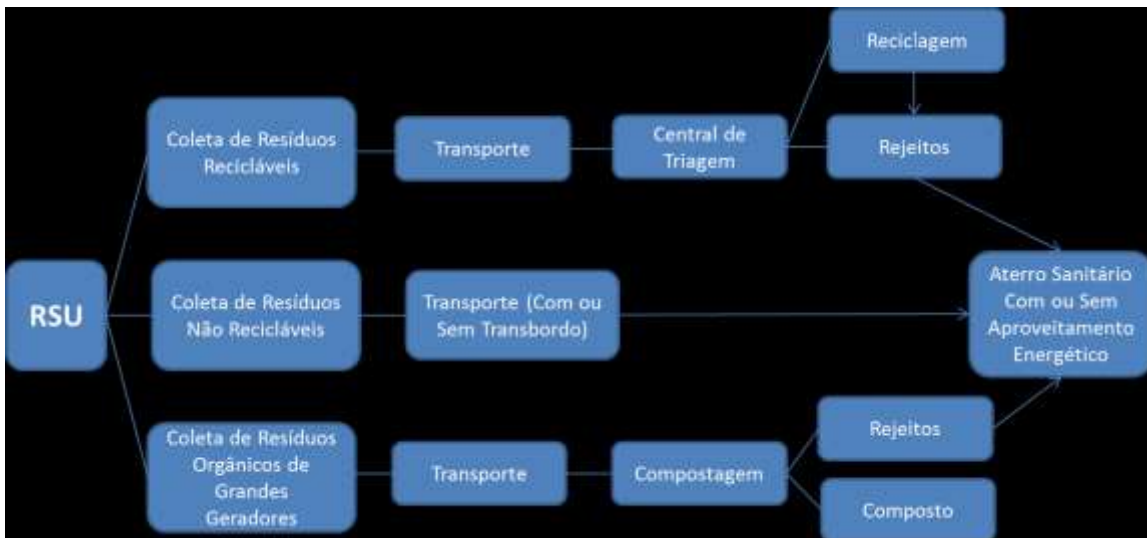 Reciclagem
Coleta de Resíduos
Recicláveis
Transporte
Central de
Triagem
Rejeitos
RSU
Coleta de Resíduos
Não Recicláveis
Transporte (Com ou
Sem Transbordo)
Aterro Sanitário
Com ou Sem
Aproveitamento
Energético
Coleta de Resíduos
Orgânicos de
Grandes
Geradores
Transporte
Compostagem
Rejeitos
Composto